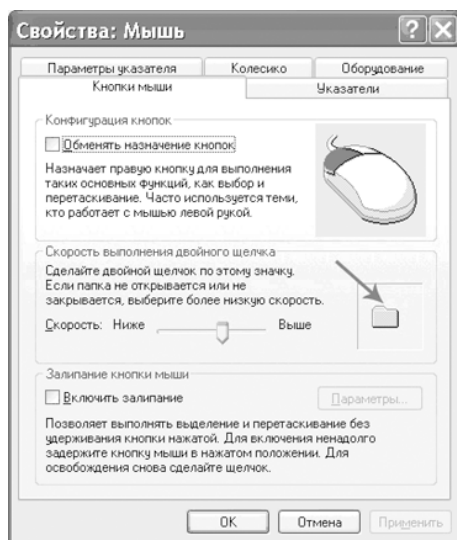 Свойства: Мышь
Параметры указателя Колесико Оборудование
Кнопки мыши Указатели
Конфигурация кнопок
Обменять назначение кнопок
Назначает правую кнопку для выполнения
таких основных функций, как выбор и
перетаскивание. Часто используется теми,
кто работает с мышью левой рукой.
Скорость выполнения двойного щелчка
Сделайте двойной щелчок по этому значку.
Если папка не открывается или не
закрывается, выберите более низкую скорость.
Скорость: Ниже Выше
Залипание кнопки мыши
Включить залипание Параметры...
Позволяет выполнять выделение и перетаскивание без
удерживания кнопки нажатой. Для включения ненадолго
задержите кнопку мыши в нажатом положении. Для
освобождения снова сделайте щелчок.
OK Отмена Применить